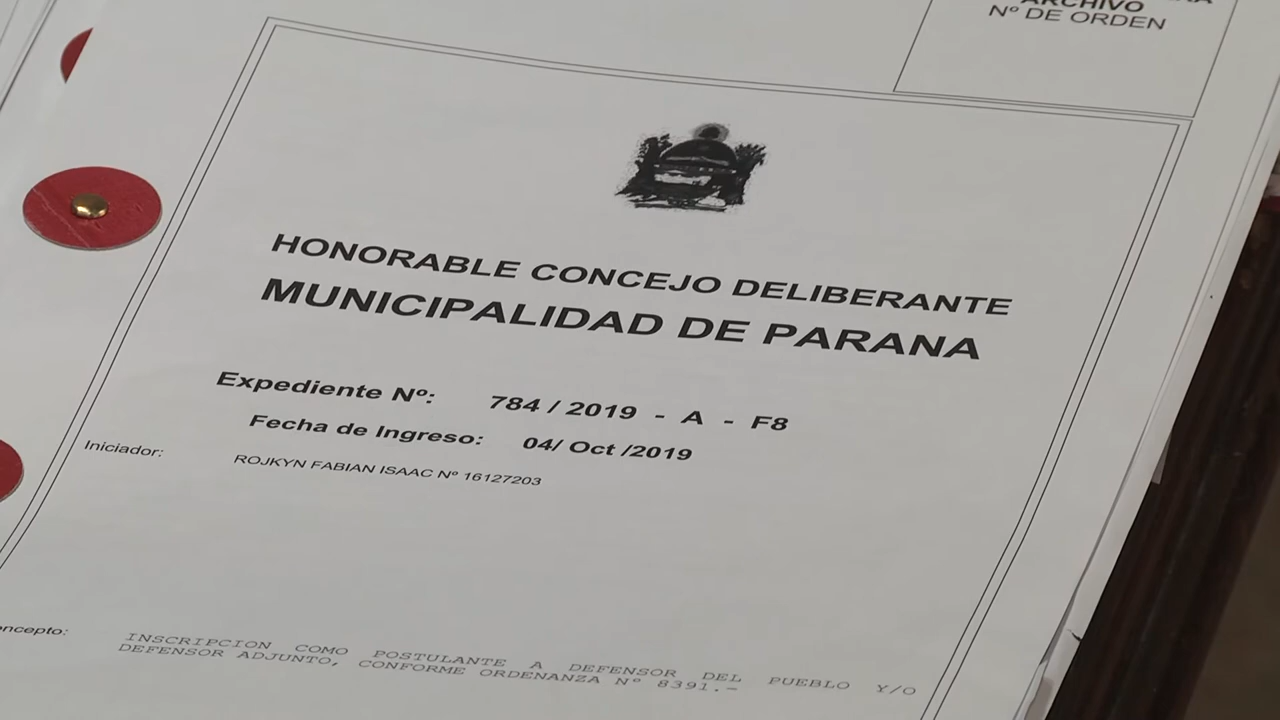 ARCHIVO
Nº DE ORDEN
HONORABLE CONCEJO DELIBERANTE
MUNICIPALIDAD DE PARANA
Expediente Nº: 784 / 2019 - A - F8
Fecha de Ingreso: 04/ Oct /2019
Iniciador: ROJKYN FABIAN ISAAC Nº 16127203
oncepto: INSCRIPCION COMO POSTULANTE A DEFENSOR DEL PUEBLO Y/O
DEFENSOR ADJUNTO, CONFORME ORDENANZA Nº 8391.-